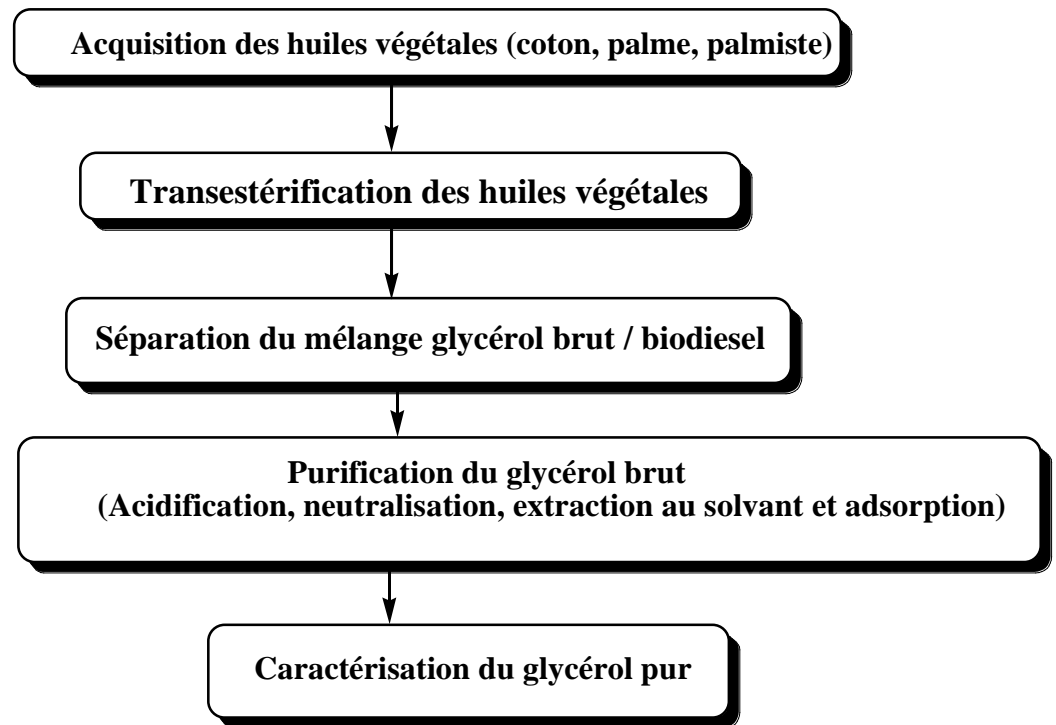 Acquisition des huiles végétales (coton, palme, palmiste)
Transestérification des huiles végétales
Séparation du mélange glycérol brut / biodiesel
Purification du glycérol brut
(Acidification, neutralisation, extraction au solvant et adsorption)
Caractérisation du glycérol pur